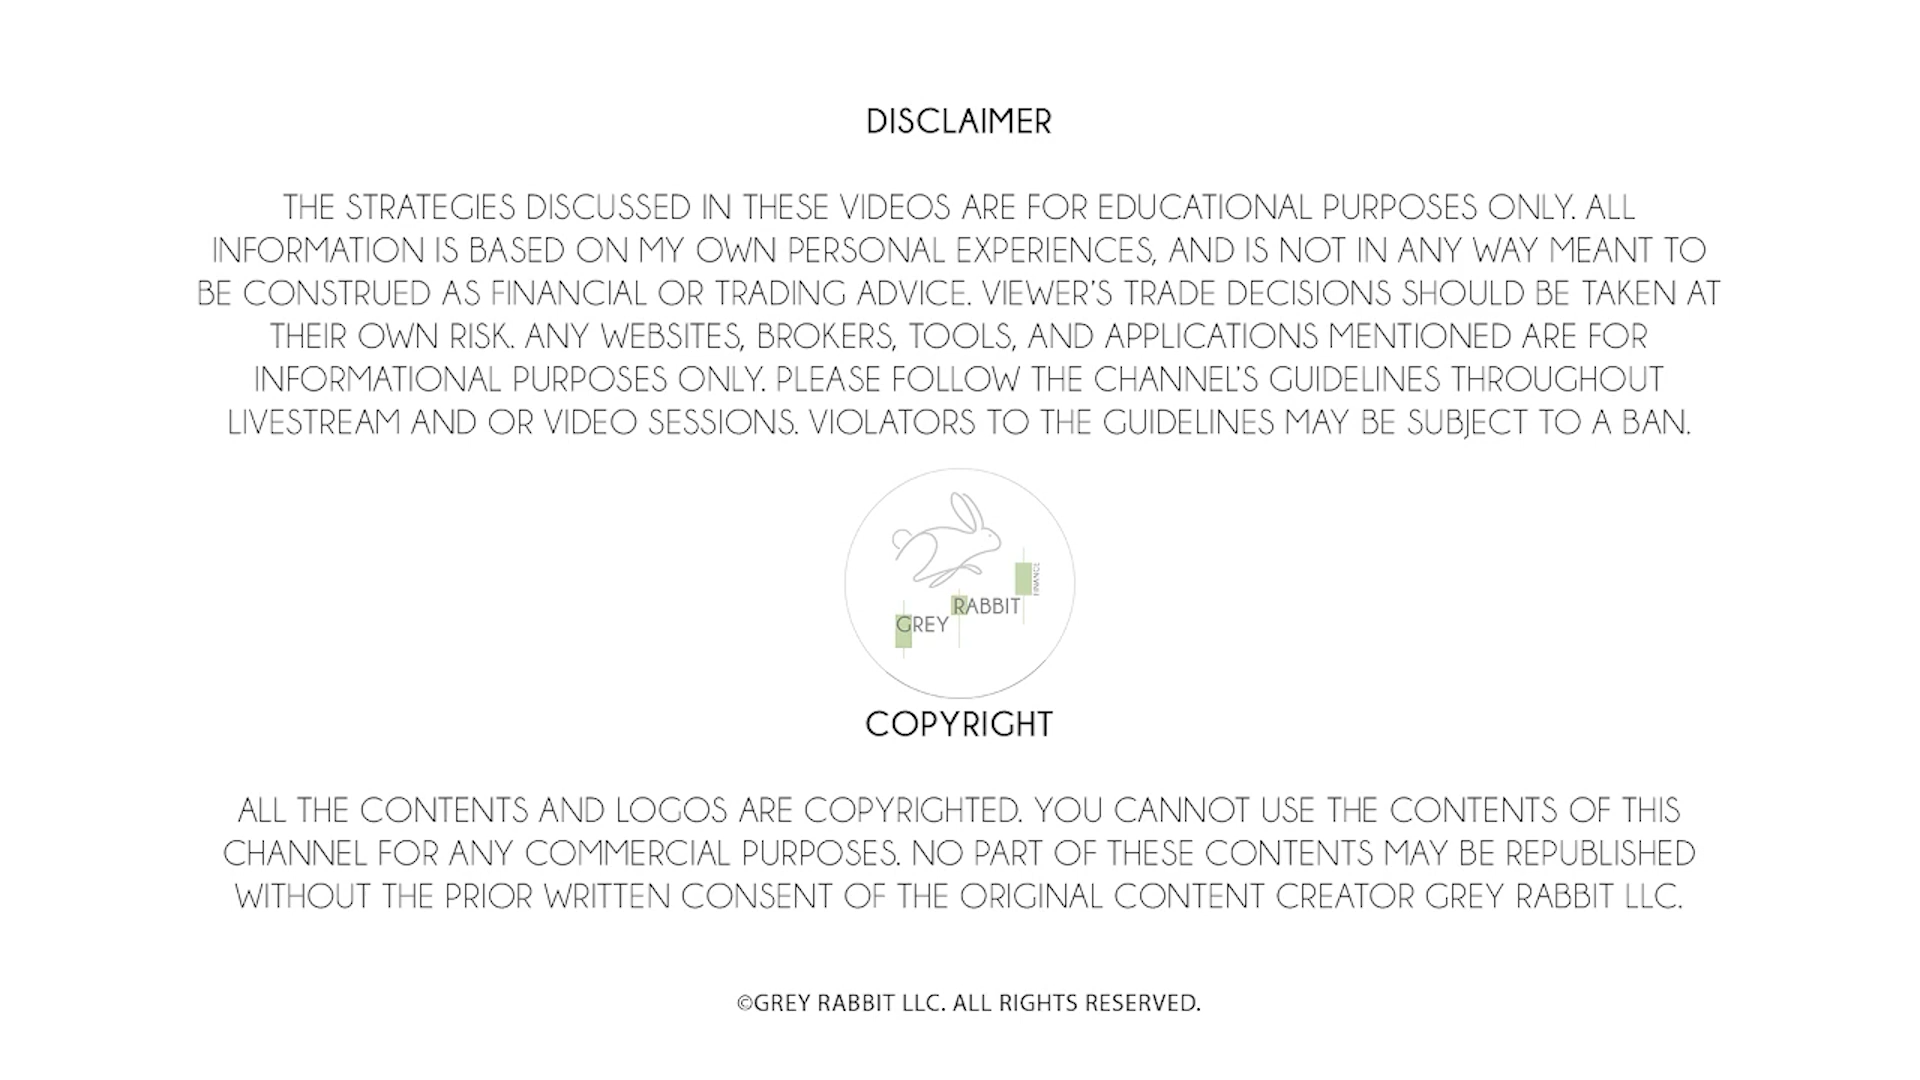 DISCLAIMER
THE STRATEGIES DISCUSSED IN THESE VIDEOS ARE FOR EDUCATIONAL PURPOSES ONLY. ALL
INFORMATION IS BASED ON MY OWN PERSONAL EXPERIENCES, AND IS NOT IN ANY WAY MEANT TO
BE CONSTRUED AS FINANCIAL OR TRADING ADVICE. VIEWER'S TRADE DECISIONS SHOULD BE TAKEN AT
THEIR OWN RISK. ANY WEBSITES, BROKERS, TOOLS, AND APPLICATIONS MENTIONED ARE FOR
INFORMATIONAL PURPOSES ONLY. PLEASE FOLLOW THE CHANNEL'S GUIDELINES THROUGHOUT
LIVESTREAM AND OR VIDEO SESSIONS. VIOLATORS TO THE GUIDELINES MAY BE SUBJECT TO A BAN.
GREY
RABBIT
FINANCE
COPYRIGHT
ALL THE CONTENTS AND LOGOS ARE COPYRIGHTED. YOU CANNOT USE THE CONTENTS OF THIS
CHANNEL FOR ANY COMMERCIAL PURPOSES. NO PART OF THESE CONTENTS MAY BE REPUBLISHED
WITHOUT THE PRIOR WRITTEN CONSENT OF THE ORIGINAL CONTENT CREATOR GREY RABBIT LLC.
©GREY RABBIT LLC. ALL RIGHTS RESERVED.